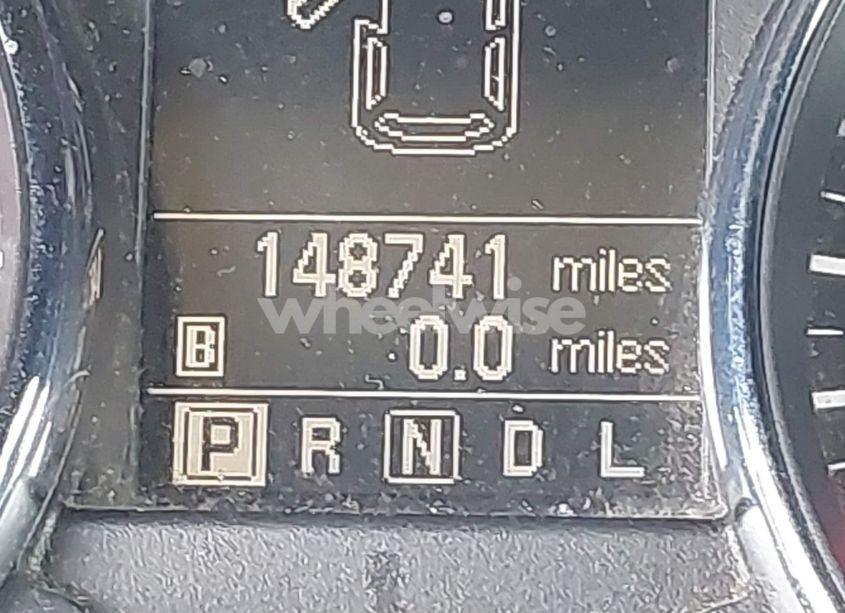 148741 miles
wheelwise
B 0.0 miles
P R N D L